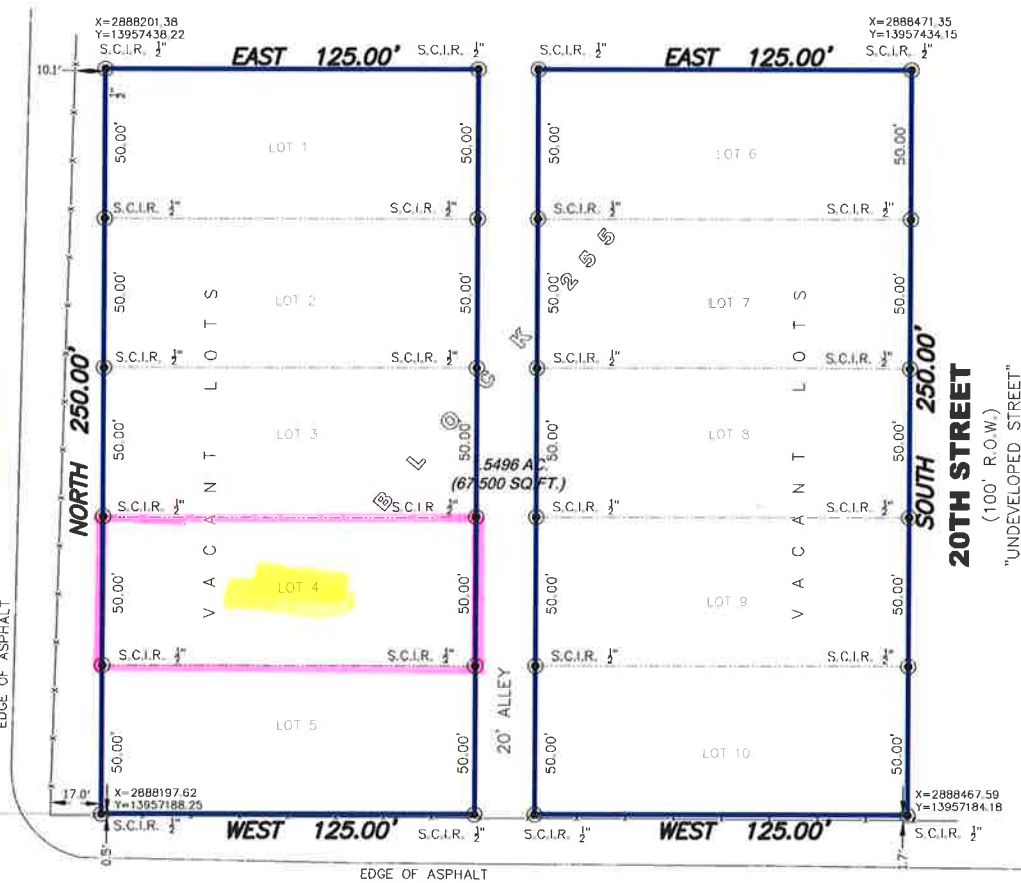 X=2888201.38
Y=13957438.22
S.C.I.R. ½"
EAST 125.00'
S.C.I.R. ½"
S.C.I.R. ½"
EAST 125.00'
X=2888471.35
Y=13957434.15
S.C.I.R. ½"
10.1'
½"
50.00'
LOT 1
50.00'
LOT 6
50.00'
S.C.I.R. ½"
S.C.I.R. ½"
S.C.I.R. ½"
S.C.I.R. ½"
50.00'
LOT 2
50.00'
50.00'
LOT 7
50.00'
S.C.I.R. ½"
S.C.I.R. ½"
S.C.I.R. ½"
S.C.I.R. ½"
NORTH 250.00'
VACANT LOTS
BLOCK 255
VACANT LOTS
SOUTH 250.00'
20TH STREET
(100' R.O.W.)
"UNDEVELOPED STREET"
50.00'
LOT 3
50.00'
50.00'
LOT 8
50.00'
.5496 AC.
(67,500 SQ.FT.)
S.C.I.R. ½"
S.C.I.R ½"
S.C.I.R. ½"
S.C.I.R. ½"
50.00'
LOT 4
50.00'
50.00'
LOT 9
50.00'
EDGE OF ASPHALT
S.C.I.R. ½"
S.C.I.R. ½"
S.C.I.R. ½"
S.C.I.R. ½"
50.00'
LOT 5
50.00'
20' ALLEY
50.00'
LOT 10
50.00'
17.0'
X=2888197.62
Y=13957188.25
X=2888467.59
Y=13957184.18
S.C.I.R. ½"
WEST 125.00'
S.C.I.R. ½"
S.C.I.R. ½"
WEST 125.00'
S.C.I.R. ½"
0.5'
EDGE OF ASPHALT